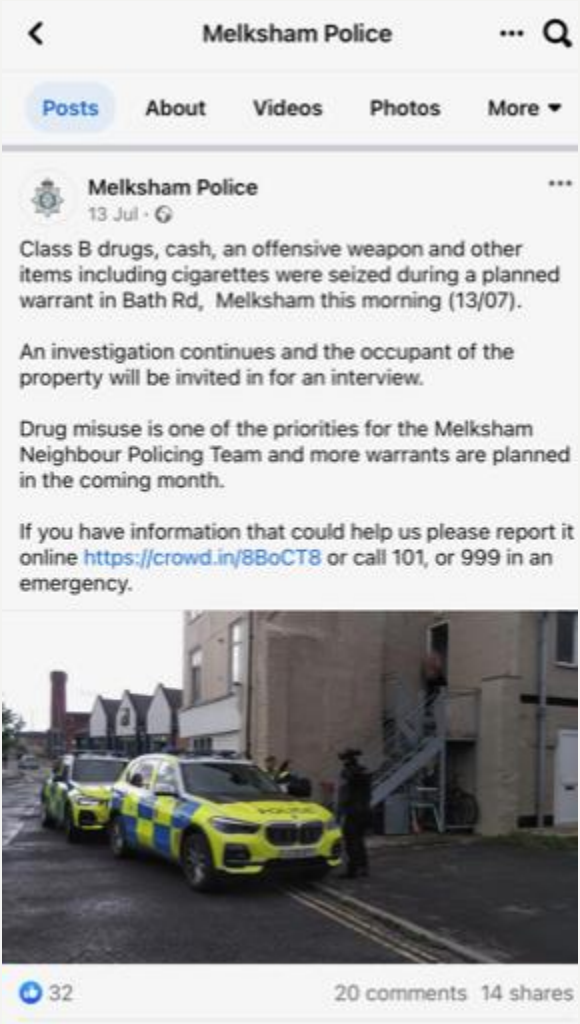 Melksham Police
Posts About Videos Photos More
Melksham Police
13 Jul ·
Class B drugs, cash, an offensive weapon and other
items including cigarettes were seized during a planned
warrant in Bath Rd, Melksham this morning (13/07).
An investigation continues and the occupant of the
property will be invited in for an interview.
Drug misuse is one of the priorities for the Melksham
Neighbour Policing Team and more warrants are planned
in the coming month.
If you have information that could help us please report it
online https://crowd.in/8BoCT8 or call 101, or 999 in an
emergency.
POLICE
32
20 comments 14 shares